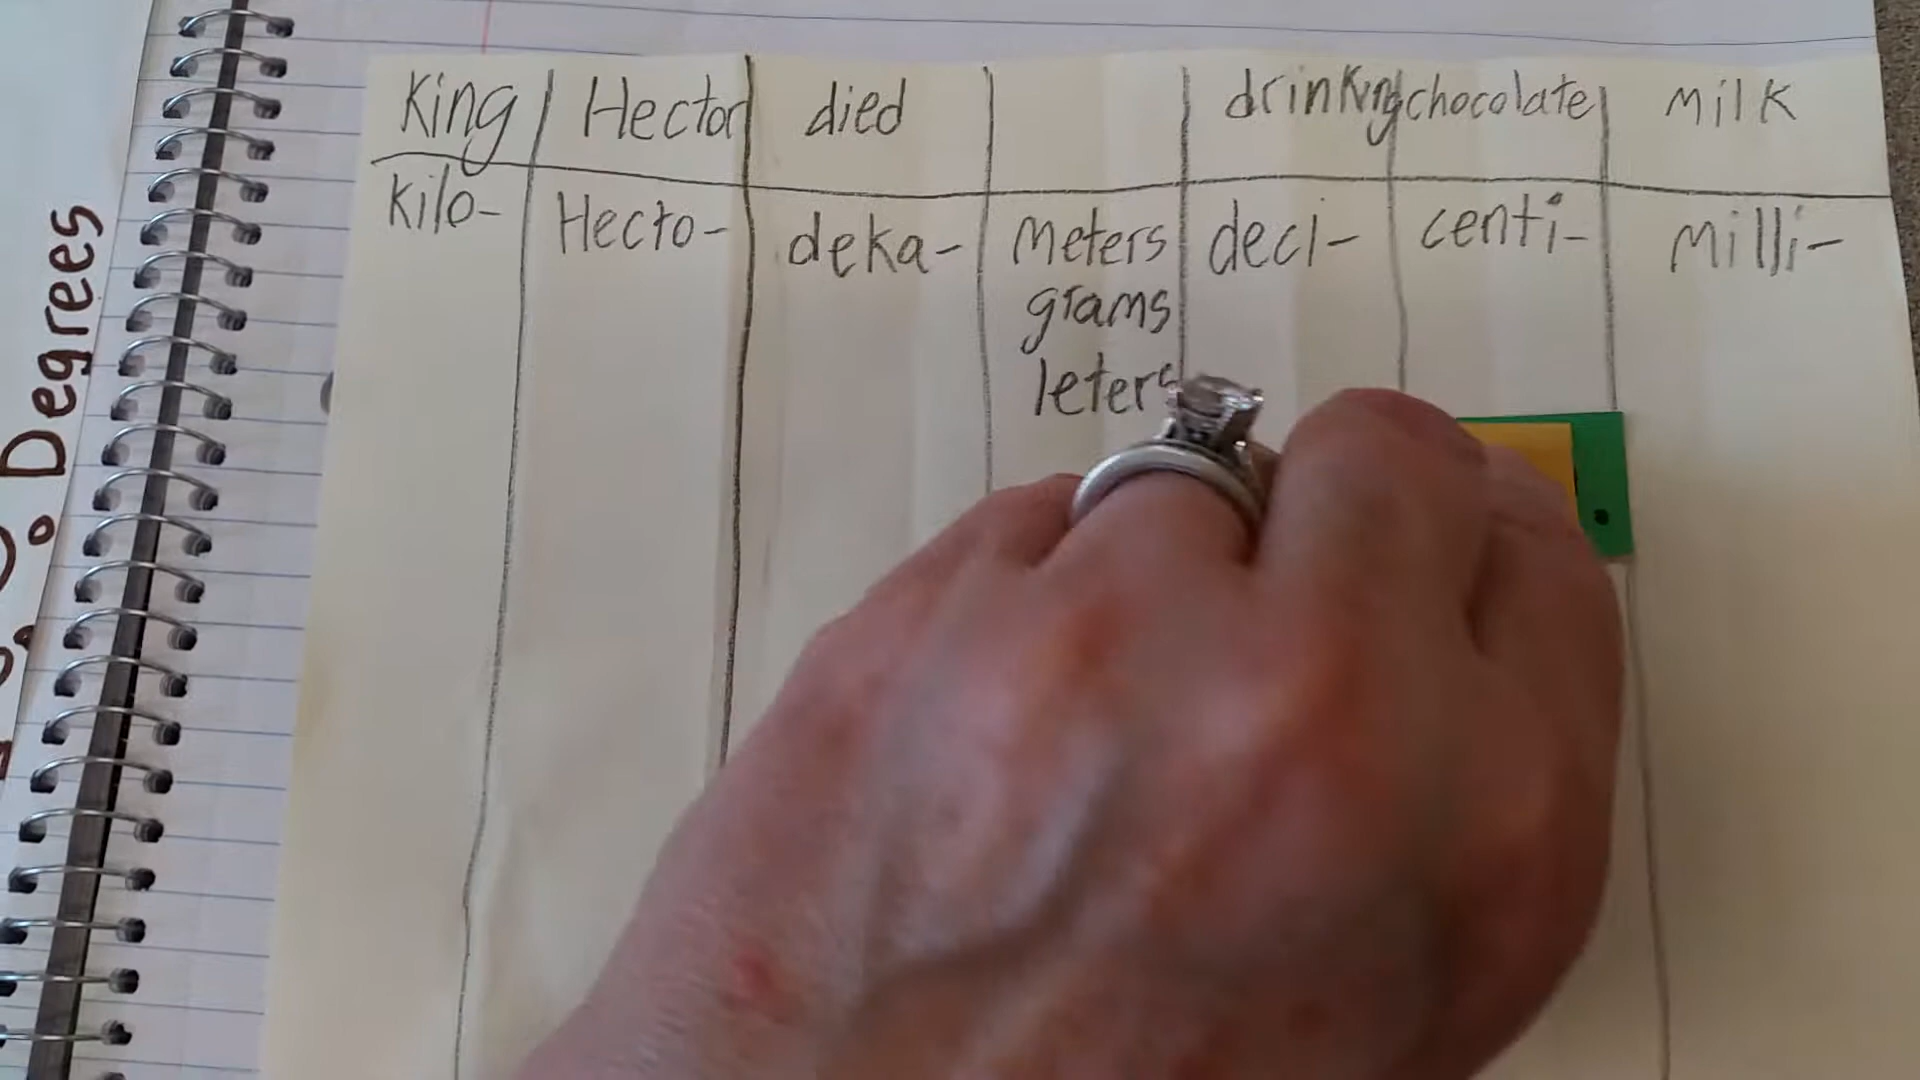 King Hector died drinking chocolate milk
Kilo- Hecto- deka- Meters deci- centi- Milli-
grams
leters
Degrees